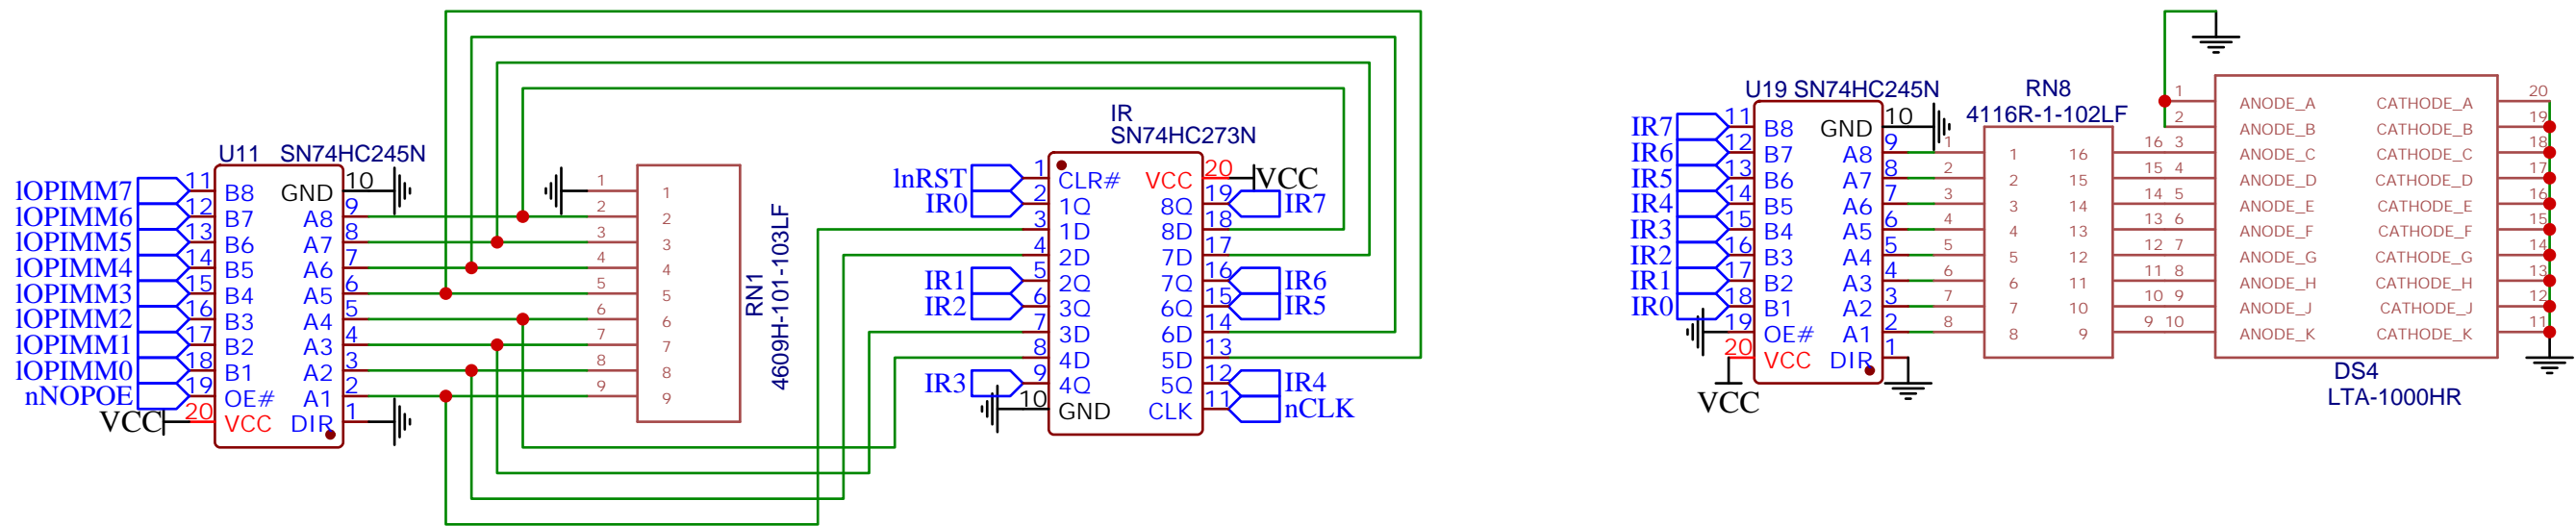 U11 SN74HC245N
lOPIMM7 11 B8 GND 10
lOPIMM6 12 B7 A8 9
lOPIMM5 13 B6 A7 8
lOPIMM4 14 B5 A6 7
lOPIMM3 15 B4 A5 6
lOPIMM2 16 B3 A4 5
lOPIMM1 17 B2 A3 4
lOPIMM0 18 B1 A2 3
nNOPOE 19 OE# A1 2
VCC 20 VCC DIR 1
1 1
2 2
3 3
4 4
5 5
6 6
7 7
8 8
9 9
RN1
4609H-101-103LF
IR
SN74HC273N
lnRST 1 CLR# VCC 20 VCC
IR0 2 1Q 8Q 19 IR7
3 1D 8D 18
4 2D 7D 17
IR1 5 2Q 7Q 16 IR6
IR2 6 3Q 6Q 15 IR5
7 3D 6D 14
8 4D 5D 13
IR3 9 4Q 5Q 12 IR4
10 GND CLK 11 nCLK
U19 SN74HC245N
IR7 11 B8 GND 10
IR6 12 B7 A8 9
IR5 13 B6 A7 8
IR4 14 B5 A6 7
IR3 15 B4 A5 6
IR2 16 B3 A4 5
IR1 17 B2 A3 4
IR0 18 B1 A2 3
19 OE# A1 2
20 VCC DIR 1
VCC
RN8
4116R-1-102LF
1 1 16 16
2 2 15 15
3 3 14 14
4 4 13 13
5 5 12 12
6 6 11 11
7 7 10 10
8 8 9 9
1 ANODE_A CATHODE_A 20
2 ANODE_B CATHODE_B 19
3 ANODE_C CATHODE_C 18
4 ANODE_D CATHODE_D 17
5 ANODE_E CATHODE_E 16
6 ANODE_F CATHODE_F 15
7 ANODE_G CATHODE_G 14
8 ANODE_H CATHODE_H 13
9 ANODE_J CATHODE_J 12
10 ANODE_K CATHODE_K 11
DS4
LTA-1000HR